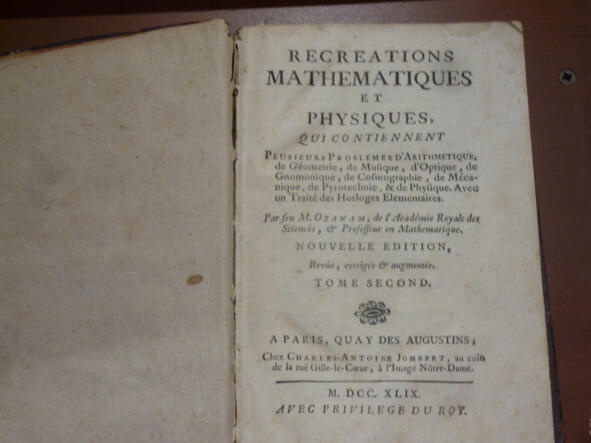 RECREATIONS
MATHEMATIQUES
ET
PHYSIQUES,
QUI CONTIENNENT
PLUSIEURS PROBLEMES D'ARITHMETIQUE,
de Géometrie, de Musique, d'Optique, de
Gnomonique, de Cosmographie, de Méca-
nique, de Pyrotechnie, & de Physique. Avec
un Traité des Horloges Elementaires.
Par feu M. OZANAM, de l'Académie Royale des
Sciences, & Professeur en Mathematique.
NOUVELLE EDITION,
Revûe, corrigée & augmentée.
TOME SECOND.
A PARIS, QUAY DES AUGUSTINS,
Chez CHARLES-ANTOINE JOMBERT, au coin
de la ruë Gille-le-Cœur, à l'Image Nôtre-Dame.
M. DCC. XLIX.
AVEC PRIVILEGE DU ROY.